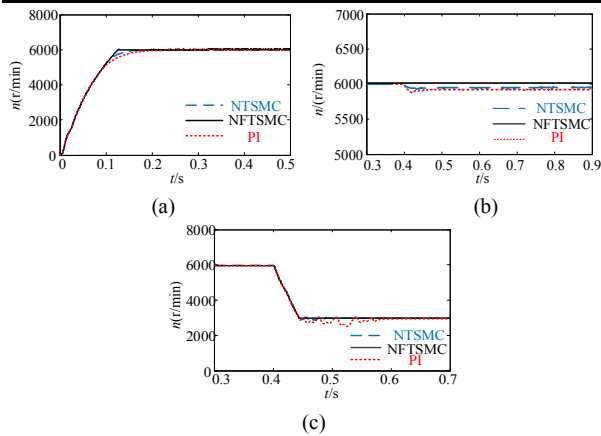 8000
6000
4000
2000
0
n(r/min)
NTSMC
NFTSMC
PI
0 0.1 0.2 0.3 0.4 0.5
t/s
(a)
7000
6500
6000
5500
5000
n/(r/min)
NTSMC
NFTSMC
PI
0.3 0.4 0.5 0.6 0.7 0.8 0.9
t/s
(b)
8000
6000
4000
2000
0
n(r/min)
NTSMC
NFTSMC
PI
0.3 0.4 0.5 0.6 0.7
t/s
(c)